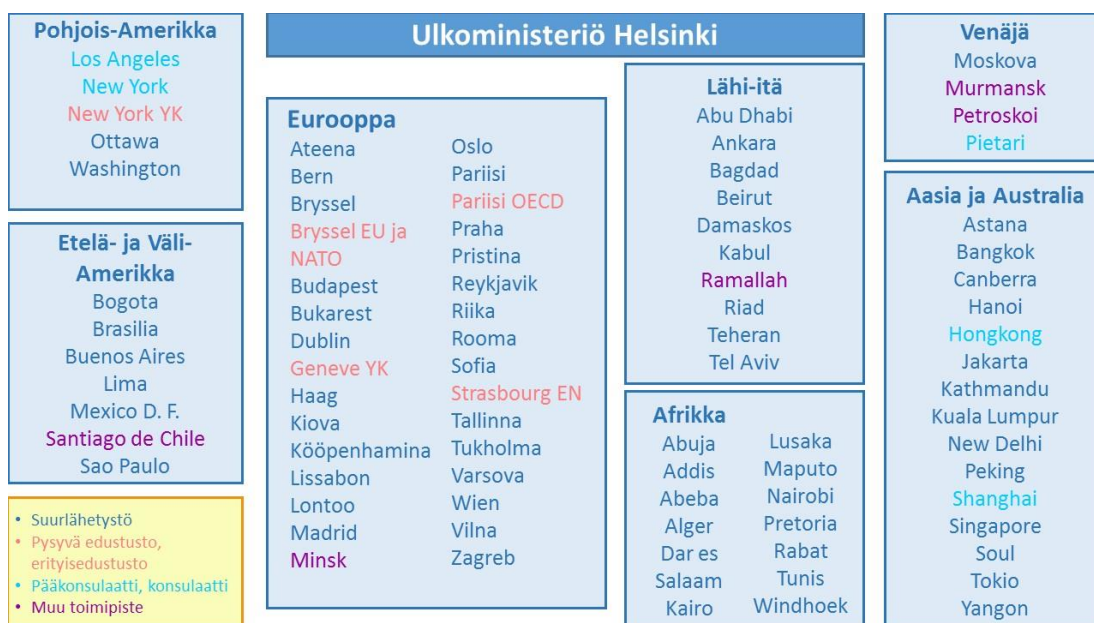 Pohjois-Amerikka
Los Angeles
New York
New York YK
Ottawa
Washington
Etelä- ja Väli-
Amerikka
Bogota
Brasilia
Buenos Aires
Lima
Mexico D. F.
Santiago de Chile
Sao Paulo
• Suurlähetystö
• Pysyvä edustusto,
erityisedustusto
• Pääkonsulaatti, konsulaatti
• Muu toimipiste
Ulkoministeriö Helsinki
Eurooppa
Ateena
Bern
Bryssel
Bryssel EU ja
NATO
Budapest
Bukarest
Dublin
Geneve YK
Haag
Kiova
Kööpenhamina
Lissabon
Lontoo
Madrid
Minsk
Oslo
Pariisi
Pariisi OECD
Praha
Pristina
Reykjavik
Riika
Rooma
Sofia
Strasbourg EN
Tallinna
Tukholma
Varsova
Wien
Vilna
Zagreb
Lähi-itä
Abu Dhabi
Ankara
Bagdad
Beirut
Damaskos
Kabul
Ramallah
Riad
Teheran
Tel Aviv
Afrikka
Abuja
Addis
Abeba
Alger
Dar es
Salaam
Kairo
Lusaka
Maputo
Nairobi
Pretoria
Rabat
Tunis
Windhoek
Venäjä
Moskova
Murmansk
Petroskoi
Pietari
Aasia ja Australia
Astana
Bangkok
Canberra
Hanoi
Hongkong
Jakarta
Kathmandu
Kuala Lumpur
New Delhi
Peking
Shanghai
Singapore
Soul
Tokio
Yangon